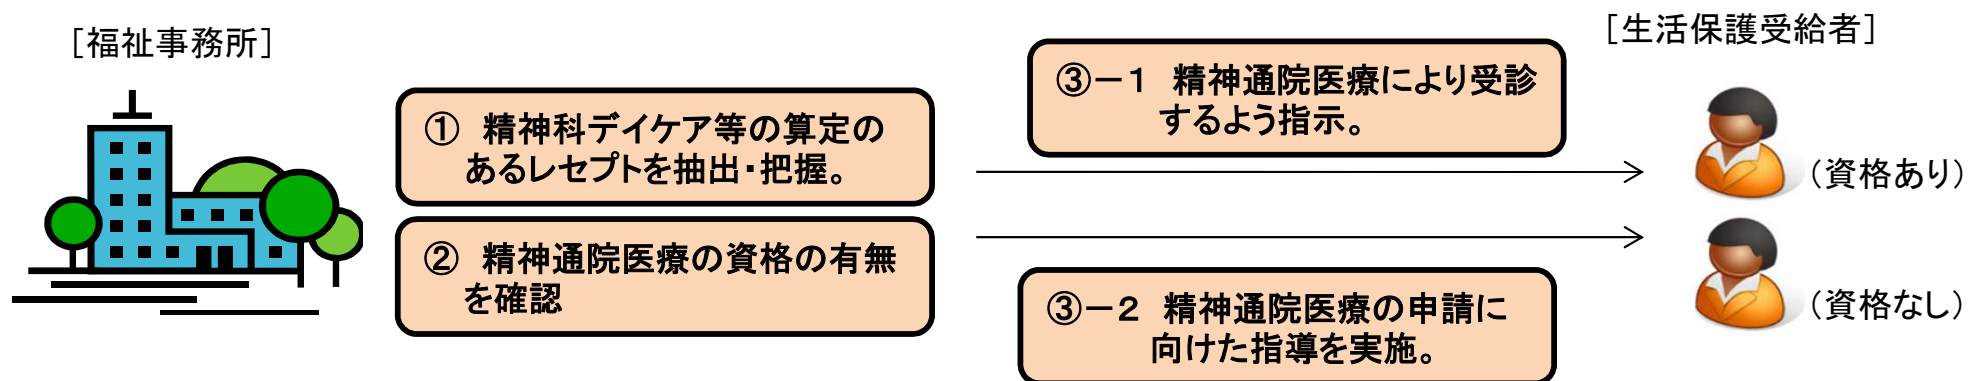 ［福祉事務所］
① 精神科デイケア等の算定の
あるレセプトを抽出・把握。
② 精神通院医療の資格の有無
を確認
③－１ 精神通院医療により受診
するよう指示。
③－２ 精神通院医療の申請に
向けた指導を実施。
［生活保護受給者］
（資格あり）
（資格なし）